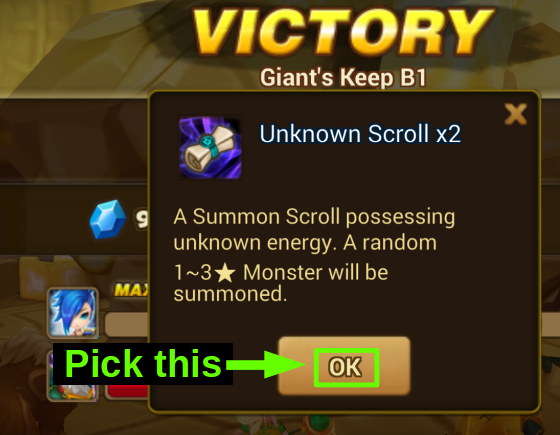 VICTORY
Giant's Keep B1
Unknown Scroll x2
9
A Summon Scroll possessing
unknown energy. A random
1~3★ Monster will be
summoned.
MAX
Pick this
OK